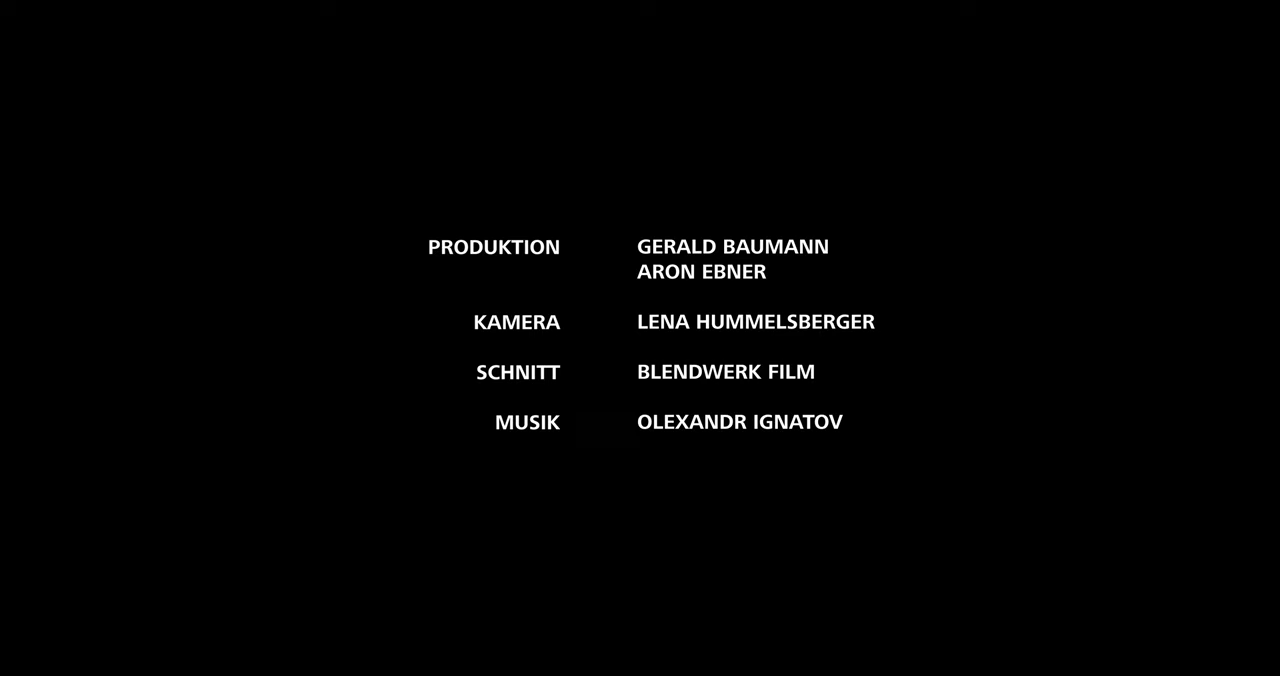 PRODUKTION GERALD BAUMANN
ARON EBNER
KAMERA LENA HUMMELSBERGER
SCHNITT BLENDWERK FILM
MUSIK OLEXANDR IGNATOV